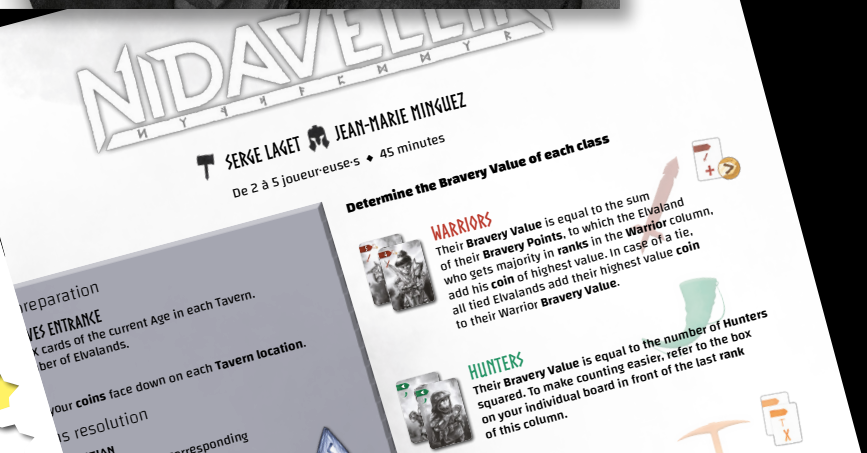 NIDAVELLIR
SERGE LAGET JEAN-MARIE MINGUEZ
De 2 à 5 joueur·euse·s ◆ 45 minutes
Determine the Bravery Value of each class
WARRIORS
Their Bravery Value is equal to the sum
of their Bravery Points, to which the Elvaland
who gets majority in ranks in the Warrior column,
add his coin of highest value. In case of a tie,
all tied Elvalands add their highest value coin
to their Warrior Bravery Value.
HUNTERS
Their Bravery Value is equal to the number of Hunters
squared. To make counting easier, refer to the box
on your individual board in front of the last rank
of this column.
reparation
VES ENTRANCE
x cards of the current Age in each Tavern.
ber of Elvalands.
your coins face down on each Tavern location.
s resolution